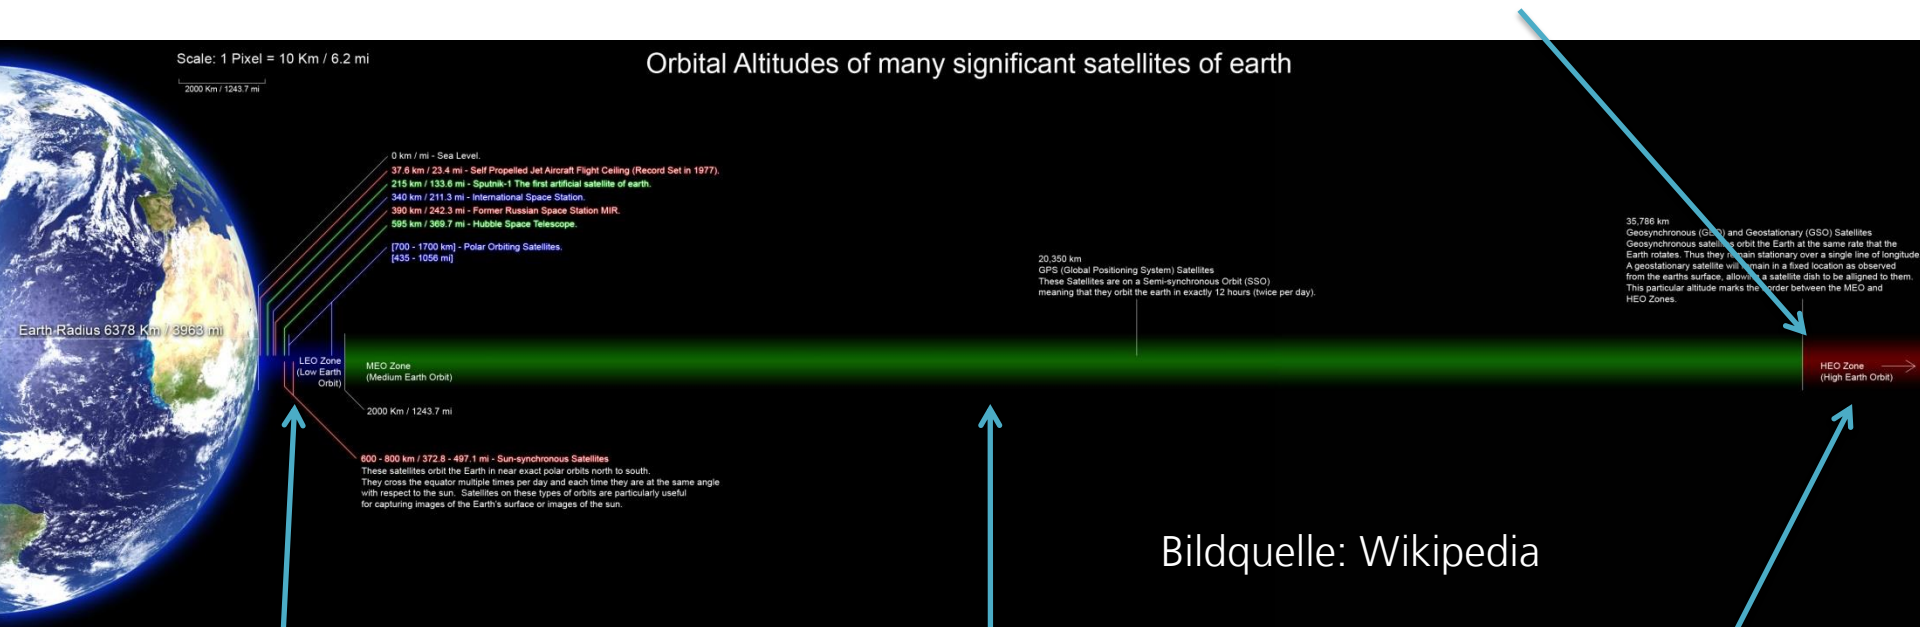 Scale: 1 Pixel = 10 Km / 6.2 mi
2000 Km / 1243.7 mi
Orbital Altitudes of many significant satellites of earth
0 km / mi - Sea Level.
37.6 km / 23.4 mi - Self Propelled Jet Aircraft Flight Ceiling (Record Set in 1977).
215 km / 133.6 mi - Sputnik-1 The first artificial satellite of earth.
340 km / 211.3 mi - International Space Station.
390 km / 242.3 mi - Former Russian Space Station MIR.
595 km / 369.7 mi - Hubble Space Telescope.
[700 - 1700 km] - Polar Orbiting Satellites.
[435 - 1056 mi]
20,350 km
GPS (Global Positioning System) Satellites
These Satellites are on a Semi-synchronous Orbit (SSO)
meaning that they orbit the earth in exactly 12 hours (twice per day).
35,786 km
Geosynchronous (GEO) and Geostationary (GSO) Satellites
Geosynchronous satellites orbit the Earth at the same rate that the
Earth rotates. Thus they remain stationary over a single line of longitude
A geostationary satellite will remain in a fixed location as observed
from the earths surface, allowing a satellite dish to be alligned to them.
This particular altitude marks the border between the MEO and
HEO Zones.
Earth Radius 6378 Km / 3963 mi
LEO Zone
(Low Earth
Orbit)
MEO Zone
(Medium Earth Orbit)
HEO Zone
(High Earth Orbit)
2000 Km / 1243.7 mi
600 - 800 km / 372.8 - 497.1 mi - Sun-synchronous Satellites
These satellites orbit the Earth in near exact polar orbits north to south.
They cross the equator multiple times per day and each time they are at the same angle
with respect to the sun. Satellites on these types of orbits are particularly useful
for capturing images of the Earth's surface or images of the sun.
Bildquelle: Wikipedia